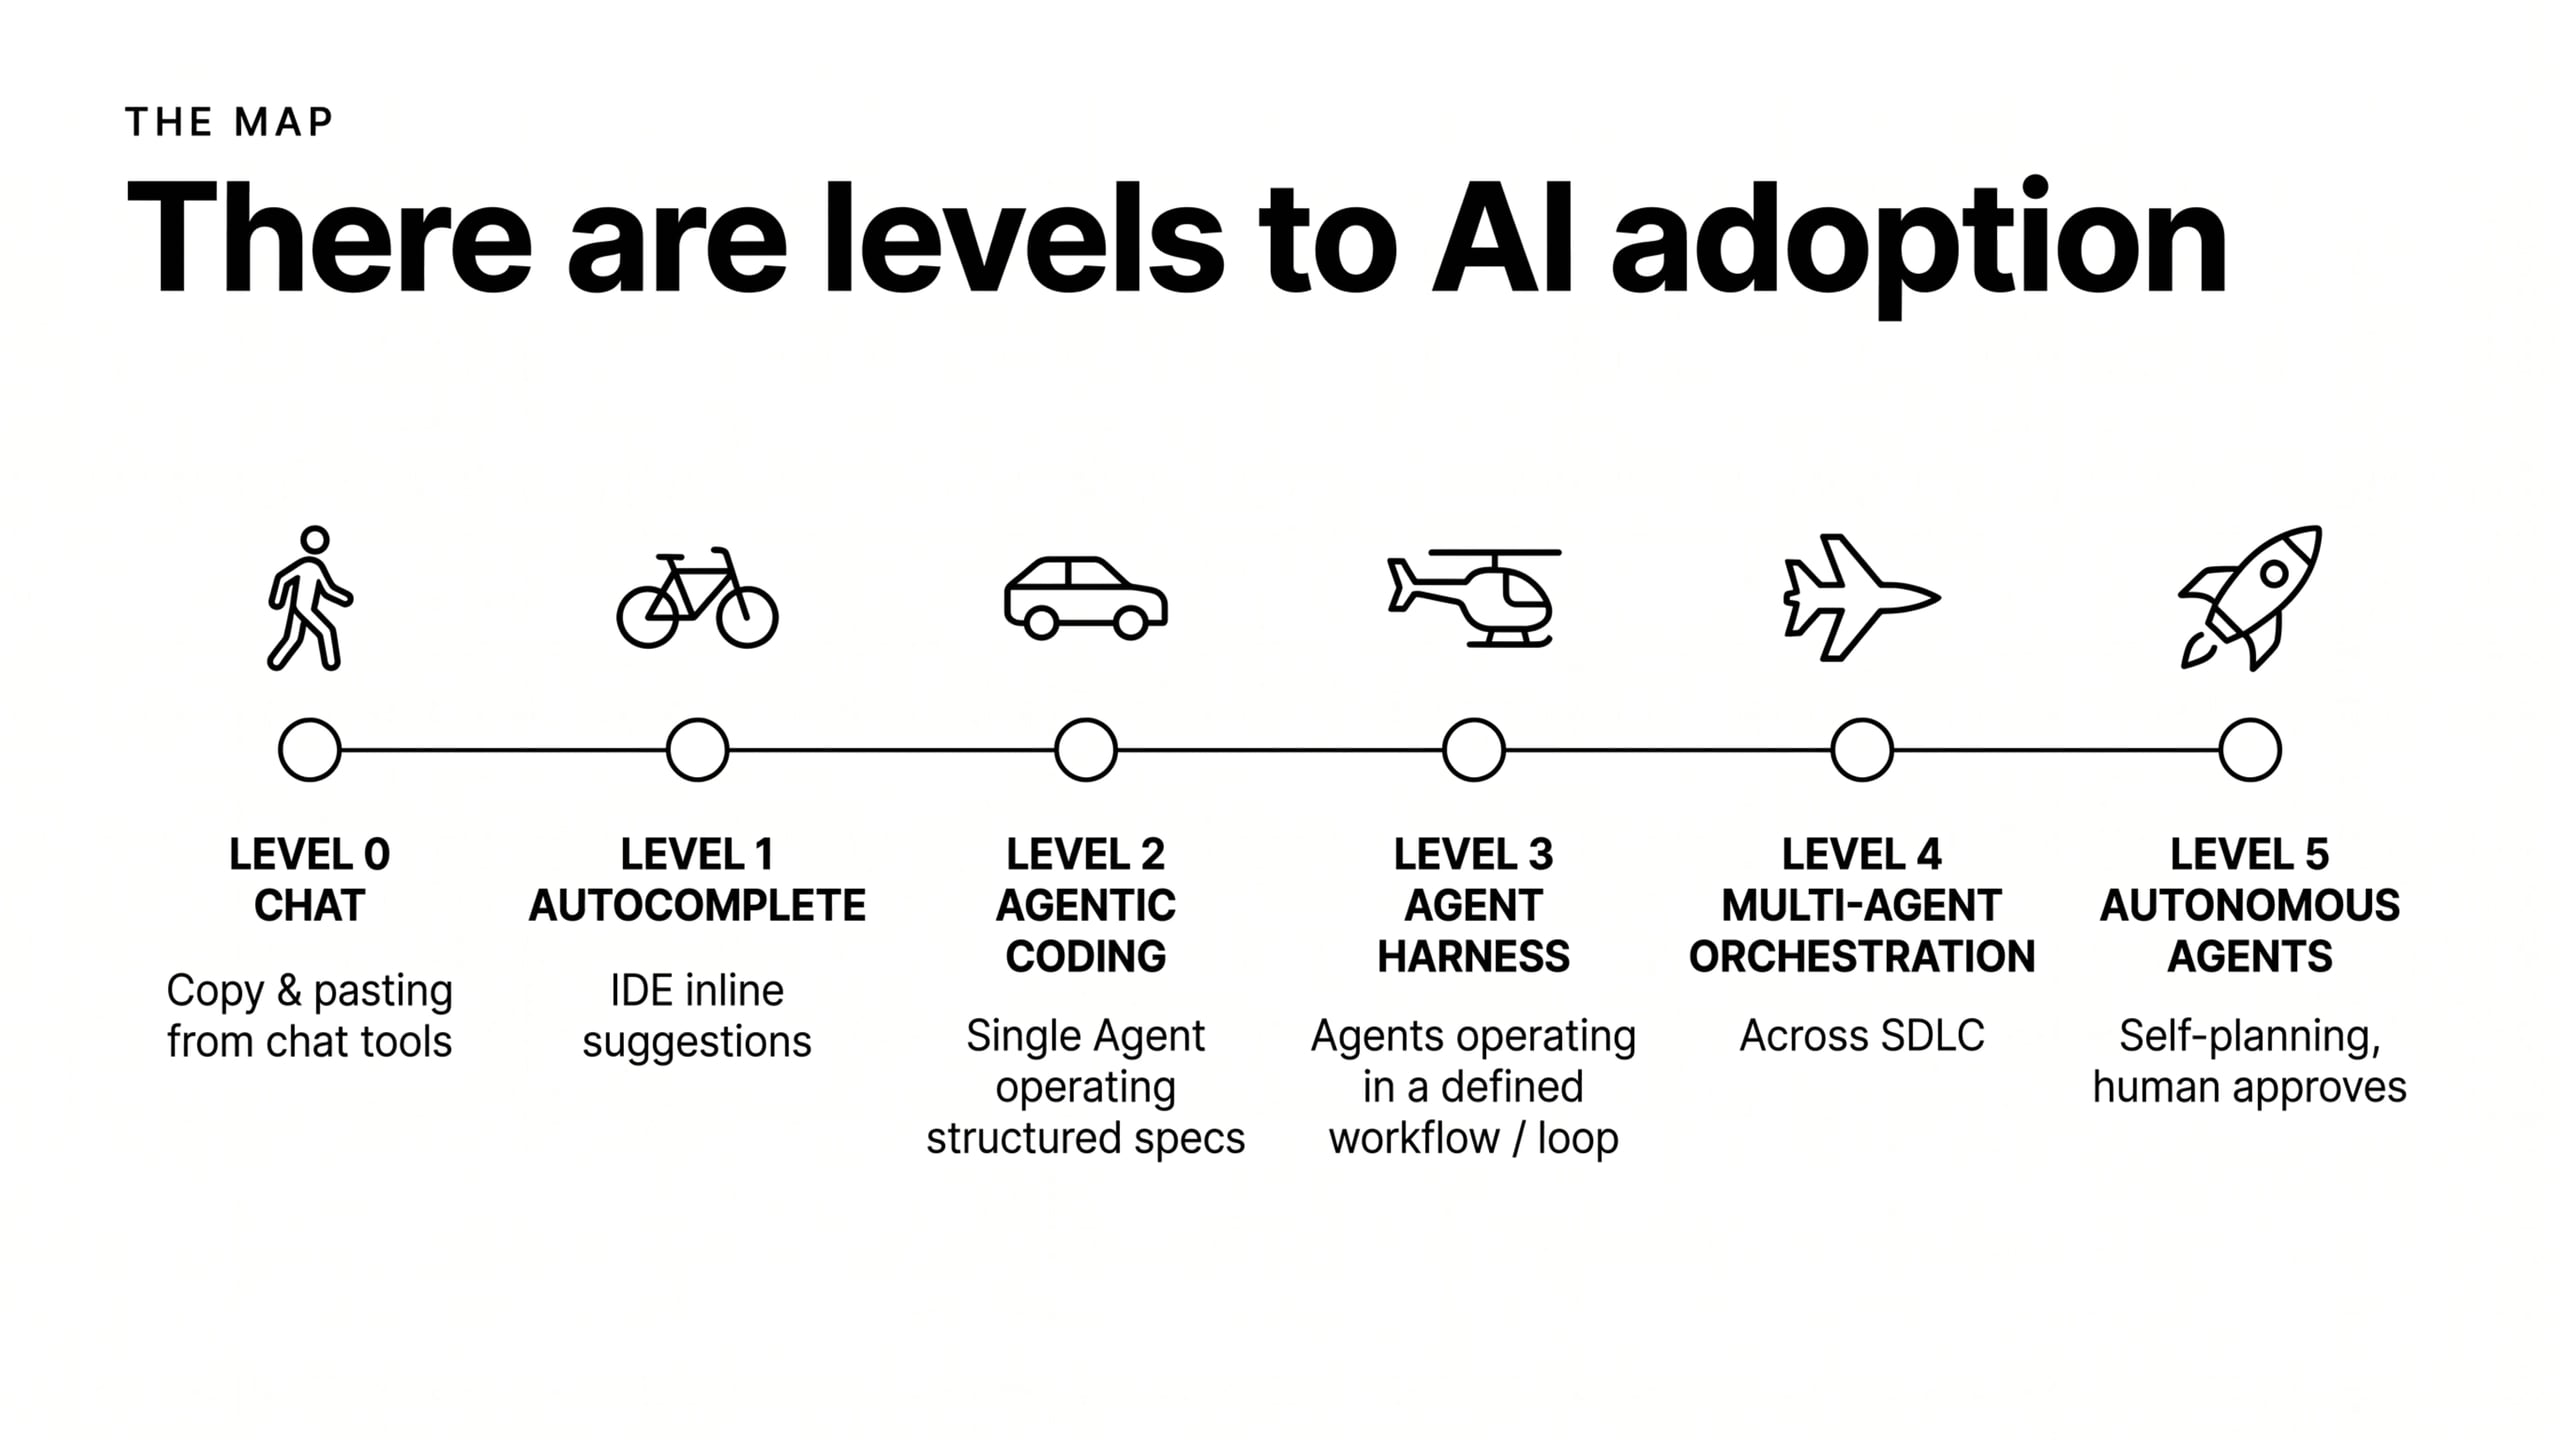 THE MAP
There are levels to AI adoption
LEVEL 0
CHAT
Copy & pasting
from chat tools
LEVEL 1
AUTOCOMPLETE
IDE inline
suggestions
LEVEL 2
AGENTIC
CODING
Single Agent
operating
structured specs
LEVEL 3
AGENT
HARNESS
Agents operating
in a defined
workflow / loop
LEVEL 4
MULTI-AGENT
ORCHESTRATION
Across SDLC
LEVEL 5
AUTONOMOUS
AGENTS
Self-planning,
human approves